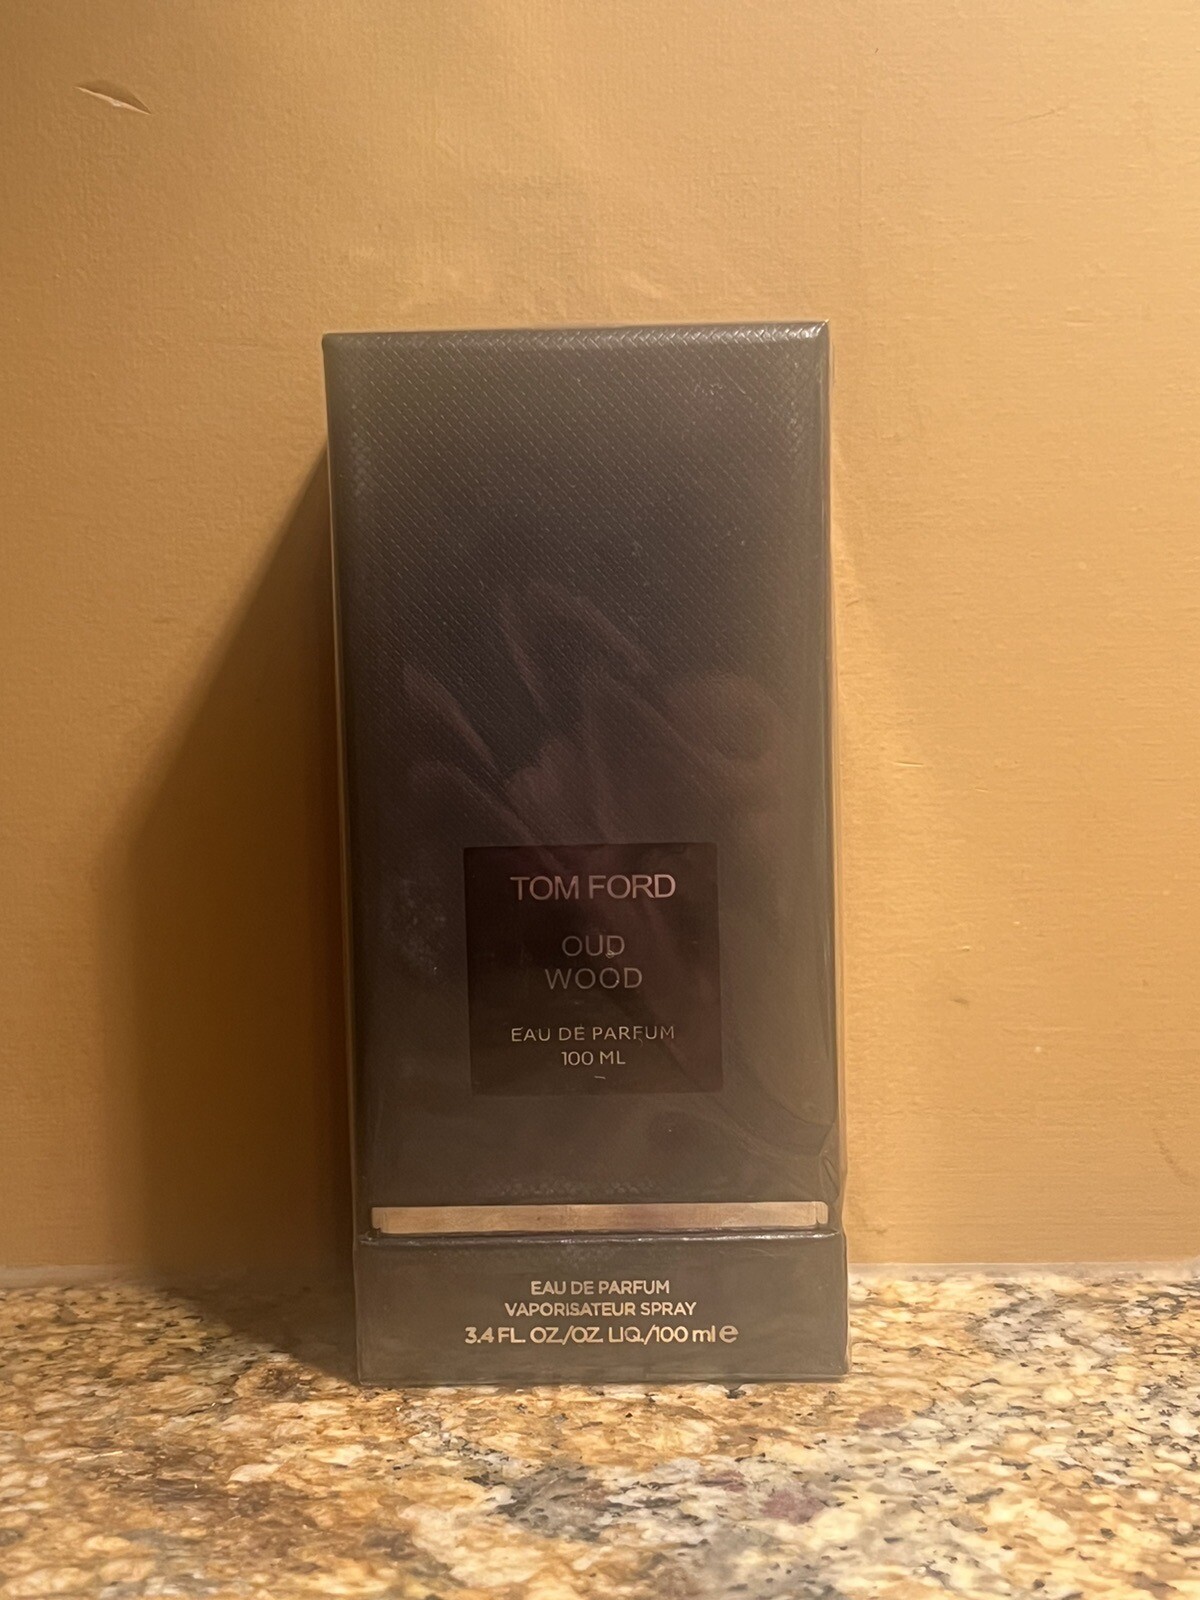 TOM FORD
OUD
WOOD
EAU DE PARFUM
100 ML
EAU DE PARFUM
VAPORISATEUR SPRAY
3.4 FL. OZ./OZ. LIQ./100 ml e